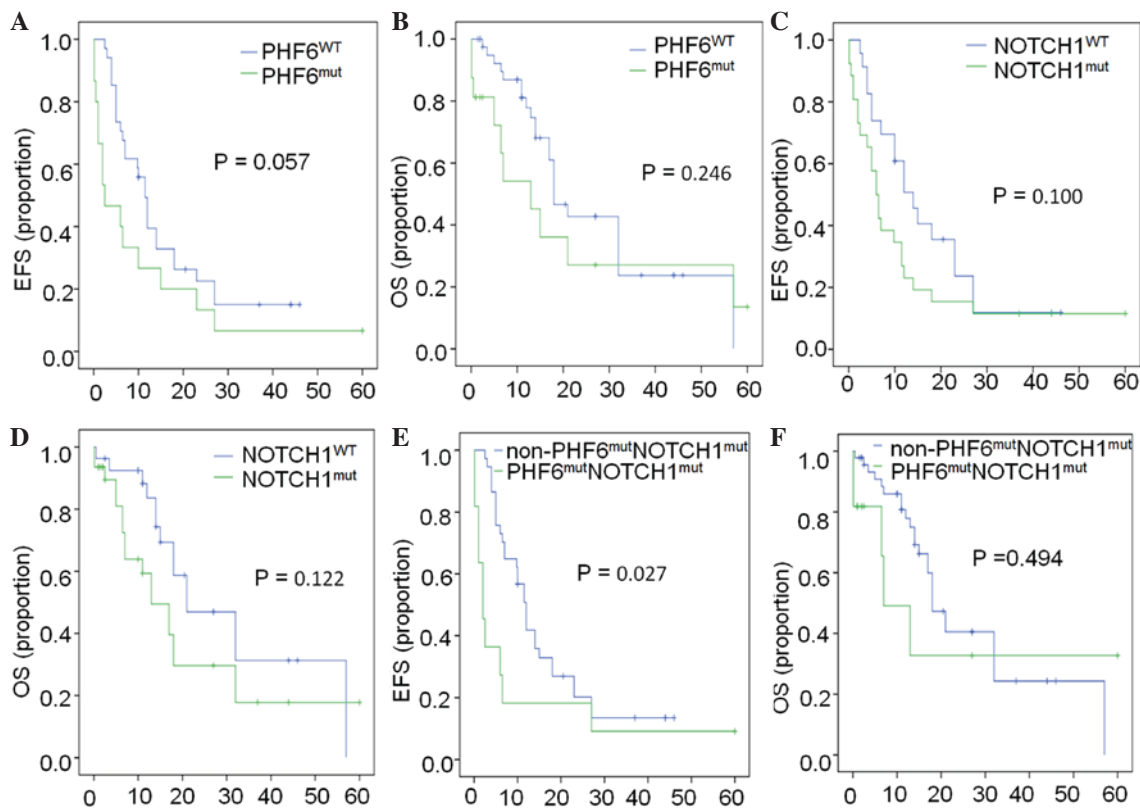 A
PHF6WT
PHF6mut
P = 0.057
EFS (proportion)
1.0
0.8
0.6
0.4
0.2
0.0
0 10 20 30 40 50 60
B
PHF6WT
PHF6mut
P = 0.246
OS (proportion)
1.0
0.8
0.6
0.4
0.2
0.0
0 10 20 30 40 50 60
C
NOTCH1WT
NOTCH1mut
P = 0.100
EFS (proportion)
1.0
0.8
0.6
0.4
0.2
0.0
0 10 20 30 40 50 60
D
NOTCH1WT
NOTCH1mut
P = 0.122
OS (proportion)
1.0
0.8
0.6
0.4
0.2
0.0
0 10 20 30 40 50 60
E
non-PHF6mutNOTCH1mut
PHF6mutNOTCH1mut
P = 0.027
EFS (proportion)
1.0
0.8
0.6
0.4
0.2
0.0
0 10 20 30 40 50 60
F
non-PHF6mutNOTCH1mut
PHF6mutNOTCH1mut
P =0.494
OS (proportion)
1.0
0.8
0.6
0.4
0.2
0.0
0 10 20 30 40 50 60